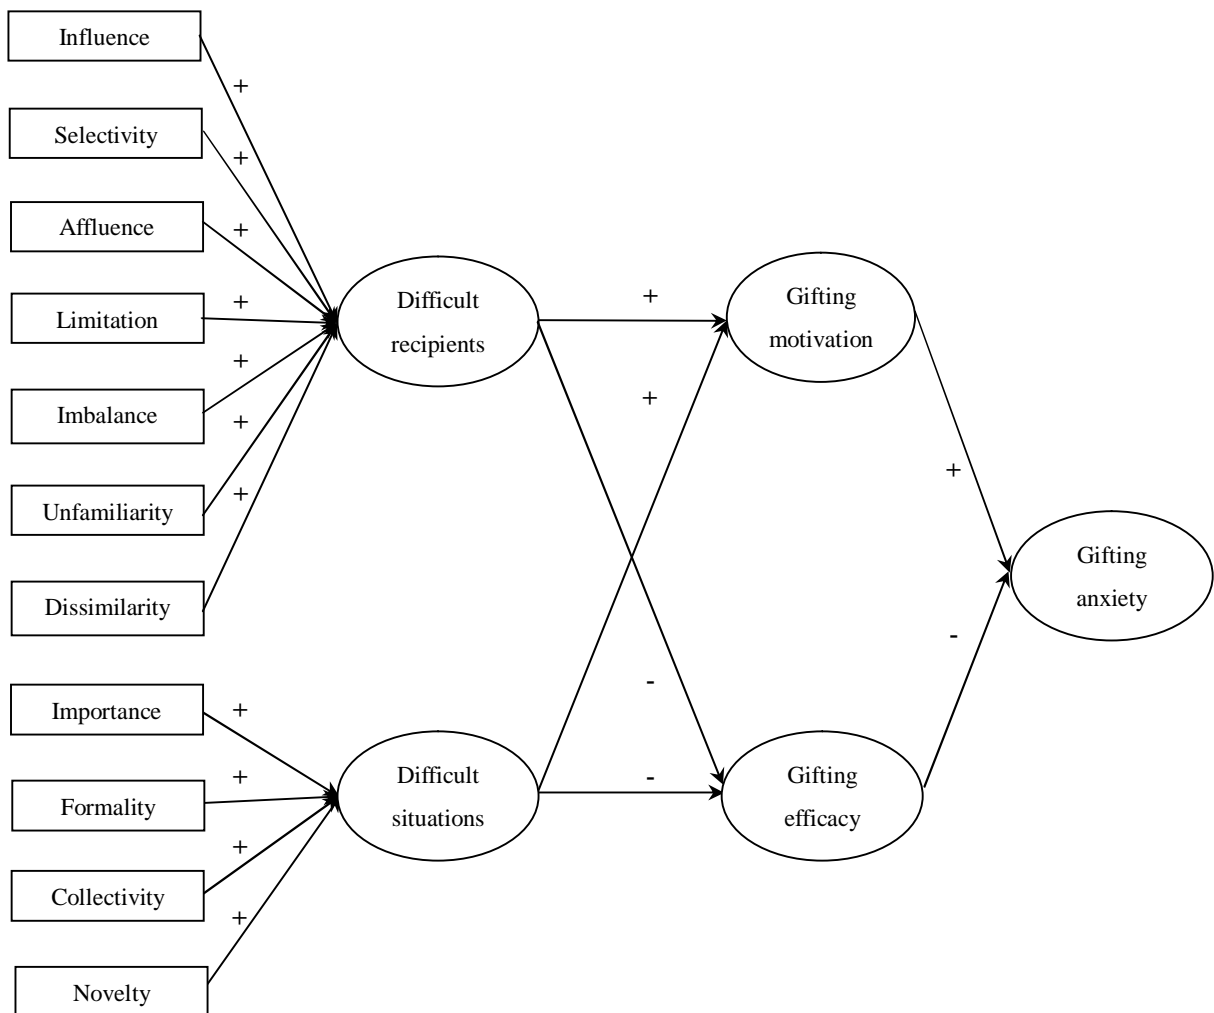 Influence
+
Selectivity
+
Affluence
+
Limitation
+
Imbalance
+
Unfamiliarity
+
Dissimilarity
+
Importance
+
Formality
+
Collectivity
+
Novelty
+
Difficult
recipients
Difficult
situations
+
+
-
-
Gifting
motivation
Gifting
efficacy
+
-
Gifting
anxiety